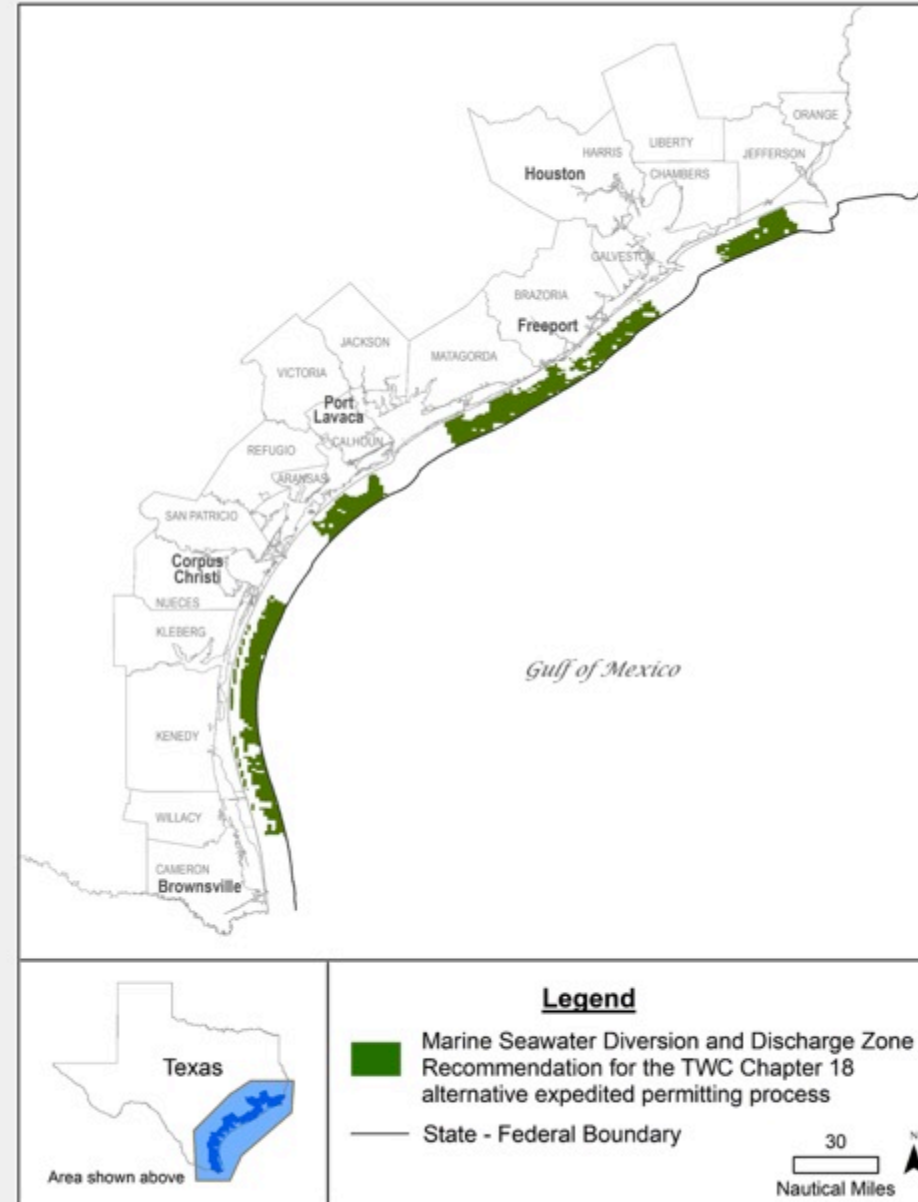 ORANGE
LIBERTY
HARRIS
JEFFERSON
Houston
CHAMBERS
GALVESTON
BRAZORIA
Freeport
JACKSON
MATAGORDA
VICTORIA
Port
Lavaca
CALHOUN
REFUGIO
ARANSAS
SAN PATRICIO
Corpus
Christi
NUECES
KLEBERG
Gulf of Mexico
KENEDY
WILLACY
CAMERON
Brownsville
Texas
Area shown above
Legend
Marine Seawater Diversion and Discharge Zone
Recommendation for the TWC Chapter 18
alternative expedited permitting process
State - Federal Boundary
N
30
Nautical Miles